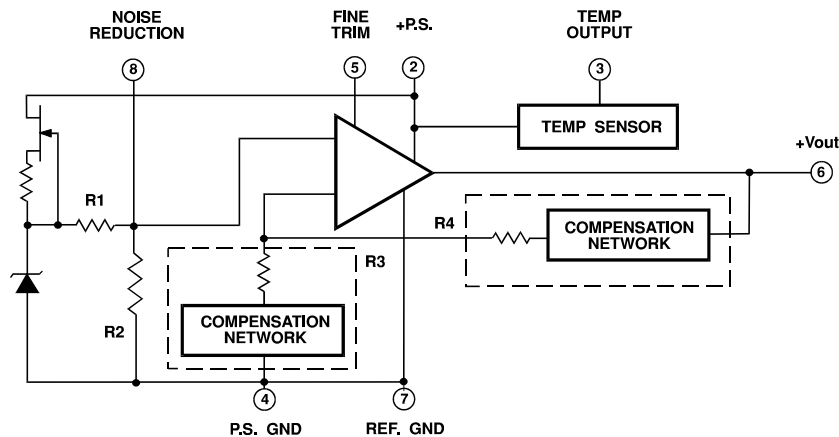 NOISE
REDUCTION
8
FINE
TRIM
5
+P.S.
2
TEMP
OUTPUT
3
TEMP SENSOR
+Vout
6
R1
R4
COMPENSATION
NETWORK
R3
R2
COMPENSATION
NETWORK
4
7
P.S. GND
REF. GND